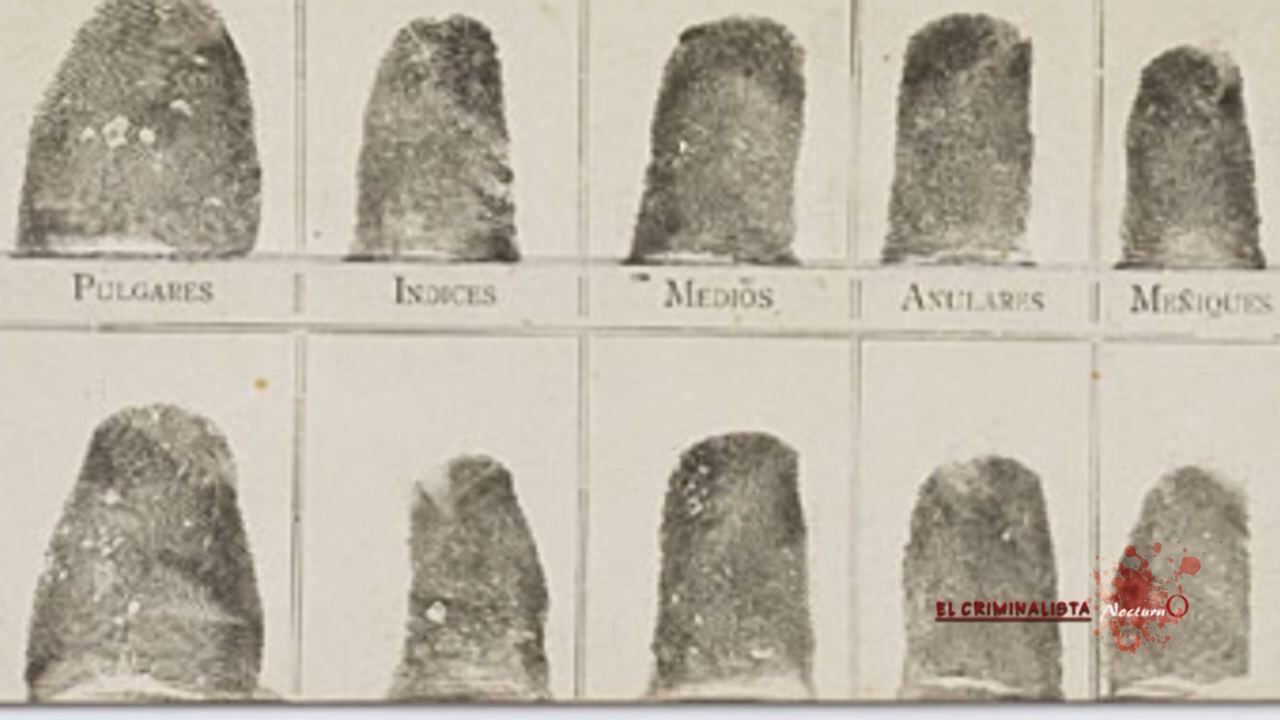 PULGARES
INDICES
MEDIOS
ANULARES
MEÑIQUES
EL CRIMINALISTA NocturnO